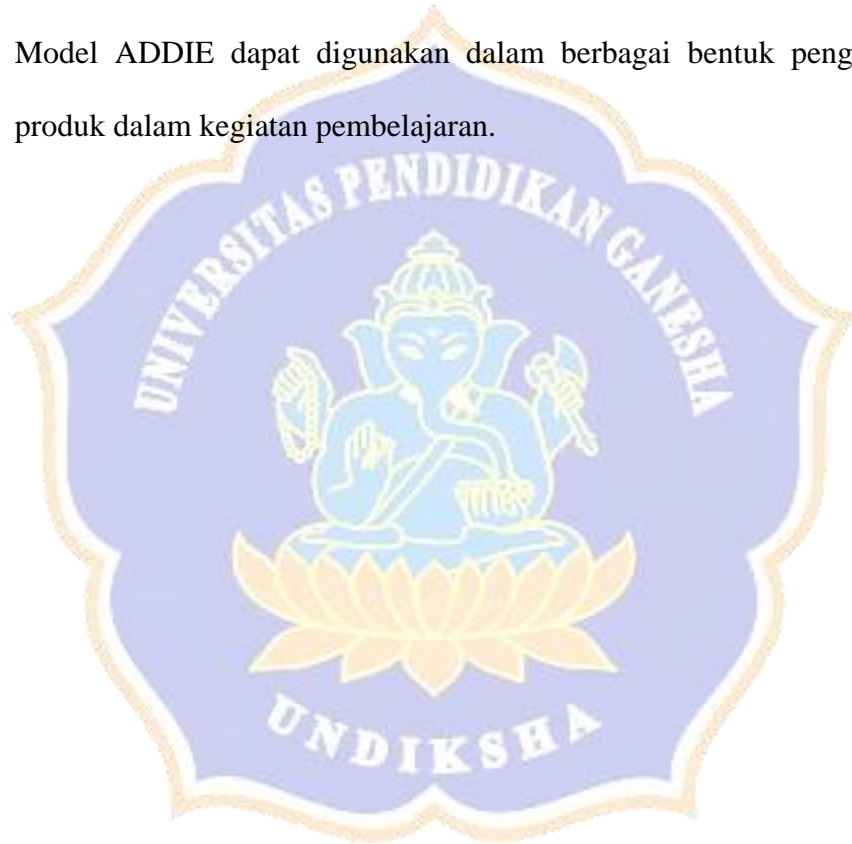 Model ADDIE dapat digunakan dalam berbagai bentuk peng
produk dalam kegiatan pembelajaran.
UNIVERSITAS PENDIDIKAN GANESHA
UNDIKSHA